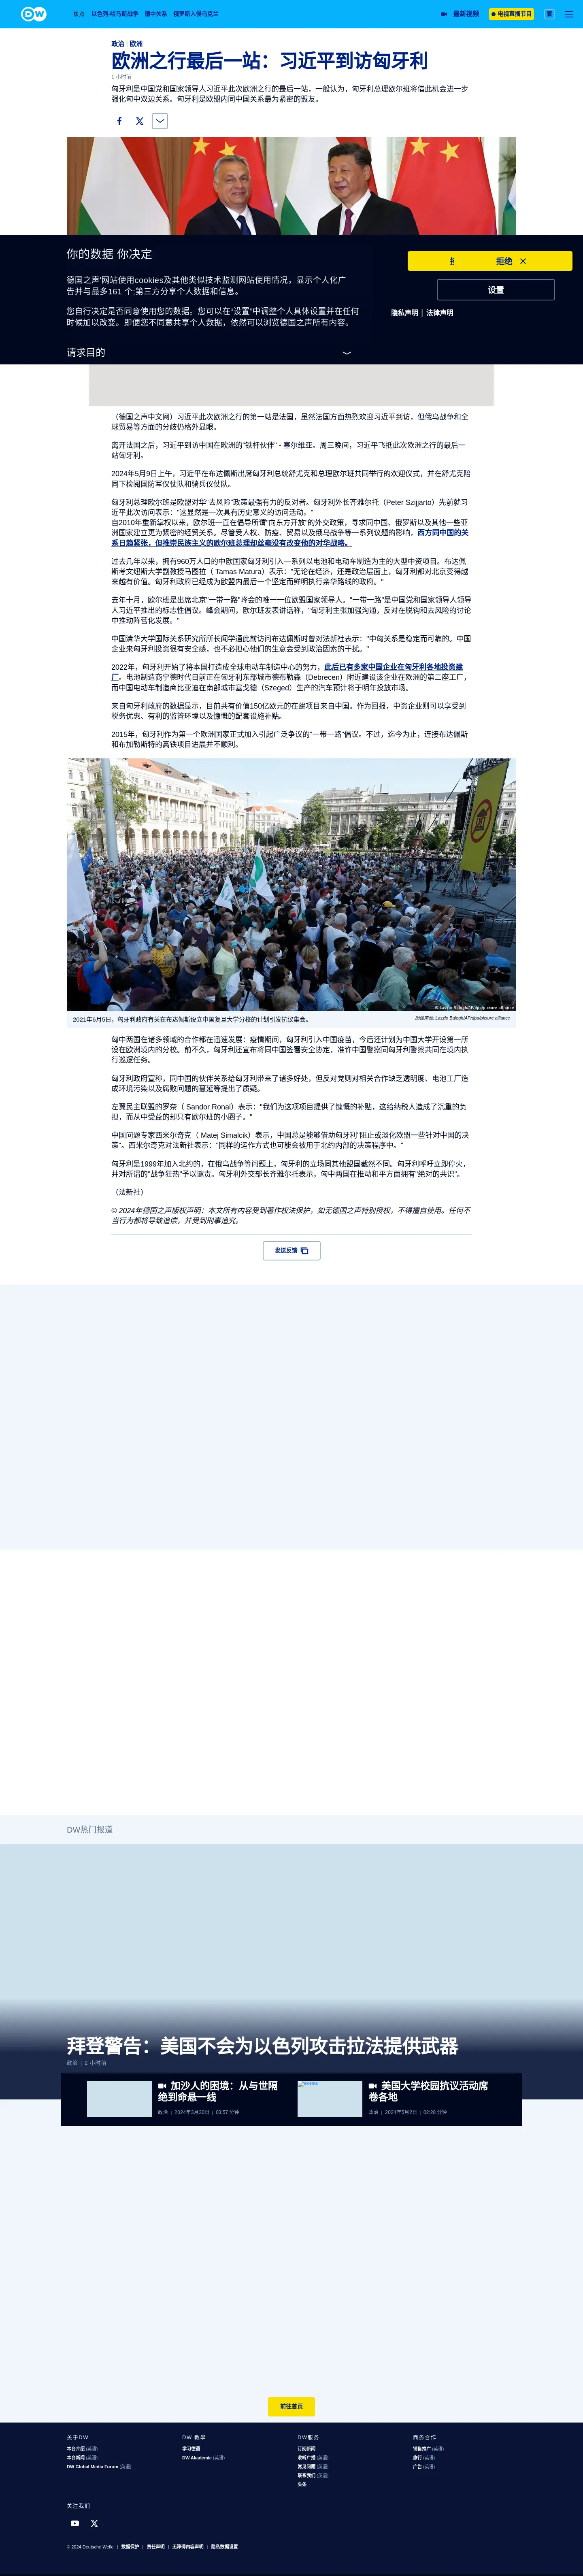 DW
焦点 以色列-哈马斯战争 德中关系 俄罗斯入侵乌克兰 最新视频 电视直播节目
政治 | 欧洲
欧洲之行最后一站：习近平到访匈牙利
1 小时前
匈牙利是中国党和国家领导人习近平此次欧洲之行的最后一站，一般认为，匈牙利总理欧尔班将借此机会进一步
强化匈中双边关系。匈牙利是欧盟内同中国关系最为紧密的盟友。
你的数据 你决定
拒绝
德国之声'网站使用cookies及其他类似技术监测网站使用情况，显示个人化广
告并与最多161 个;第三方分享个人数据和信息。
设置
您自行决定是否同意使用您的数据。您可以在“设置”中调整个人具体设置并在任何
时候加以改变。即便您不同意共享个人数据，依然可以浏览德国之声所有内容。
隐私声明 | 法律声明
请求目的
（德国之声中文网）习近平此次欧洲之行的第一站是法国，虽然法国方面热烈欢迎习近平到访，但俄乌战争和全
球贸易等方面的分歧仍格外显眼。
离开法国之后，习近平到访中国在欧洲的"铁杆伙伴" - 塞尔维亚。周三晚间，习近平飞抵此次欧洲之行的最后一
站匈牙利。
2024年5月9日上午，习近平在布达佩斯出席匈牙利总统舒尤克和总理欧尔班共同举行的欢迎仪式，并在舒尤克陪
同下检阅国防军仪仗队和骑兵仪仗队。
匈牙利总理欧尔班是欧盟对华"去风险"政策最强有力的反对者。匈牙利外长齐雅尔托（Peter Szijjarto）先前就习
近平此次访问表示："这显然是一次具有历史意义的访问活动。"
自2010年重新掌权以来，欧尔班一直在倡导所谓"向东方开放"的外交政策，寻求同中国、俄罗斯以及其他一些亚
洲国家建立更为紧密的经贸关系。尽管受人权、防疫、贸易以及俄乌战争等一系列议题的影响，西方同中国的关
系日趋紧张，但推崇民族主义的欧尔班总理却丝毫没有改变他的对华战略。
过去几年以来，拥有960万人口的中欧国家匈牙利引入一系列以电池和电动车制造为主的大型中资项目。布达佩
斯考文纽斯大学副教授马图拉（ Tamas Matura）表示："无论在经济，还是政治层面上，匈牙利都对北京变得越
来越有价值。匈牙利政府已经成为欧盟内最后一个坚定而鲜明执行亲华路线的政府。"
去年十月，欧尔班是出席北京"一带一路"峰会的唯一一位欧盟国家领导人。"一带一路"是中国党和国家领导人领导
人习近平推出的标志性倡议。峰会期间，欧尔班发表讲话称，"匈牙利主张加强沟通，反对在脱钩和去风险的讨论
中推动阵营化发展。"
中国清华大学国际关系研究所所长阎学通此前访问布达佩斯时曾对法新社表示："中匈关系是稳定而可靠的。中国
企业来匈牙利投资很有安全感，也不必担心他们的生意会受到政治因素的干扰。"
2022年，匈牙利开始了将本国打造成全球电动车制造中心的努力，此后已有多家中国企业在匈牙利各地投资建
厂。电池制造商宁德时代目前正在匈牙利东部城市德布勒森（Debrecen）附近建设该企业在欧洲的第二座工厂，
而中国电动车制造商比亚迪在南部城市塞戈德（Szeged）生产的汽车预计将于明年投放市场。
来自匈牙利政府的数据显示，目前共有价值150亿欧元的在建项目来自中国。作为回报，中资企业则可以享受到
税务优惠、有利的监管环境以及慷慨的配套设施补贴。
2015年，匈牙利作为第一个欧洲国家正式加入引起广泛争议的"一带一路"倡议。不过，迄今为止，连接布达佩斯
和布加勒斯特的高铁项目进展并不顺利。
2021年6月5日，匈牙利政府有关在布达佩斯设立中国复旦大学分校的计划引发抗议集会。
图像来源: Laszlo Balogh/AP/dpa/picture alliance
匈中两国在诸多领域的合作都在迅速发展：疫情期间，匈牙利引入中国疫苗，今后还计划为中国大学开设第一所
设在欧洲境内的分校。前不久，匈牙利还宣布将同中国签署安全协定，准许中国警察同匈牙利警察共同在境内执
行巡逻任务。
匈牙利政府宣称，同中国的伙伴关系给匈牙利带来了诸多好处，但反对党则对相关合作缺乏透明度、电池工厂造
成环境污染以及腐败问题的蔓延等提出了质疑。
左翼民主联盟的罗奈（ Sandor Ronai）表示："我们为这项项目提供了慷慨的补贴，这给纳税人造成了沉重的负
担，而从中受益的却只有欧尔班的小圈子。"
中国问题专家西米尔奇克（ Matej Simalcik）表示，中国总是能够借助匈牙利"阻止或淡化欧盟一些针对中国的决
策"。西米尔奇克对法新社表示："同样的运作方式也可能会被用于北约内部的决策程序中。"
匈牙利是1999年加入北约的，在俄乌战争等问题上，匈牙利的立场同其他盟国截然不同。匈牙利呼吁立即停火，
并对所谓的"战争狂热"予以谴责。匈牙利外交部长齐雅尔托表示，匈中两国在推动和平方面拥有"绝对的共识"。
（法新社）
© 2024年德国之声版权声明：本文所有内容受到著作权法保护，如无德国之声特别授权，不得擅自使用。任何不
当行为都将导致追偿，并受到刑事追究。
发送反馈
DW热门报道
拜登警告：美国不会为以色列攻击拉法提供武器
政治 | 2 小时前
加沙人的困境：从与世隔
绝到命悬一线
政治 | 2024年3月30日 | 03:57 分钟
美国大学校园抗议活动席
卷各地
政治 | 2024年5月2日 | 02:28 分钟
前往首页
关于DW
本台介绍 (英语)
本台新闻 (英语)
DW Global Media Forum (英语)
DW 教學
学习德语
DW Akademie (英语)
DW服务
订阅新闻
收听广播 (英语)
常见问题 (英语)
联系我们 (英语)
头条
商务合作
销售推广 (英语)
旅行 (英语)
广告 (英语)
关注我们
© 2024 Deutsche Welle | 数据保护 | 责任声明 | 无障碍内容声明 | 隐私数据设置